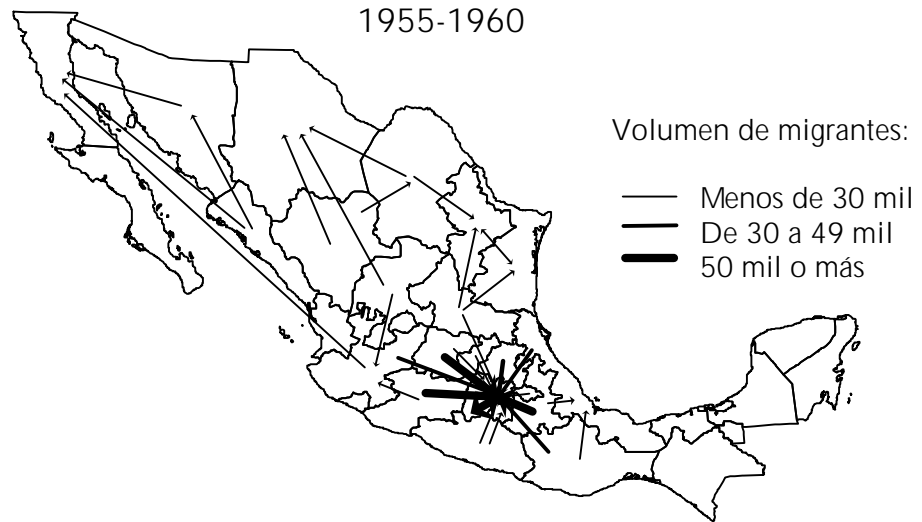 1955-1960
Volumen de migrantes:
Menos de 30 mil
De 30 a 49 mil
50 mil o más